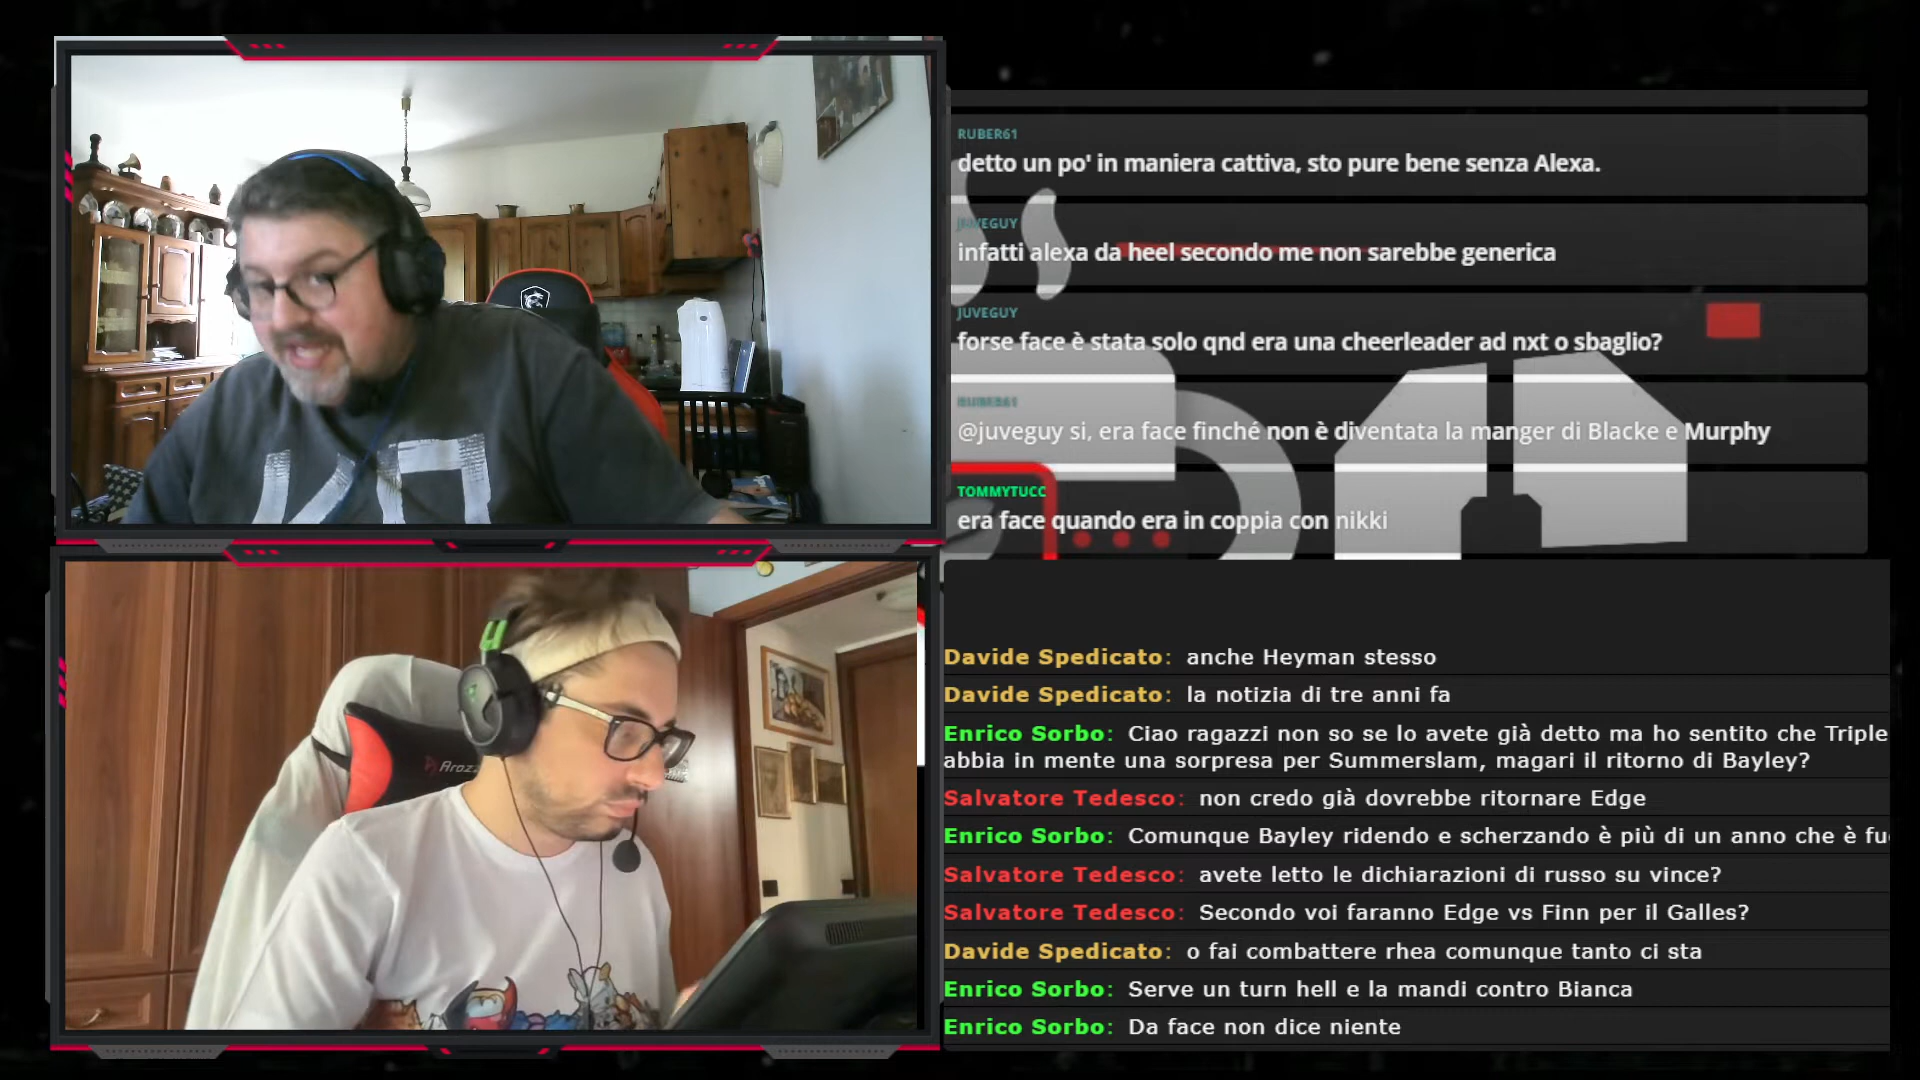 RUBER61
detto un po' in maniera cattiva, sto pure bene senza Alexa.
JUVEGUY
infatti alexa da heel secondo me non sarebbe generica
JUVEGUY
forse face è stata solo qnd era una cheerleader ad nxt o sbaglio?
RUBER61
@juveguy si, era face finché non è diventata la manger di Blacke e Murphy
TOMMYTUCC
era face quando era in coppia con nikki
Davide Spedicato: anche Heyman stesso
Davide Spedicato: la notizia di tre anni fa
Enrico Sorbo: Ciao ragazzi non so se lo avete già detto ma ho sentito che Triple
abbia in mente una sorpresa per Summerslam, magari il ritorno di Bayley?
Salvatore Tedesco: non credo già dovrebbe ritornare Edge
Enrico Sorbo: Comunque Bayley ridendo e scherzando è più di un anno che è fu
Salvatore Tedesco: avete letto le dichiarazioni di russo su vince?
Salvatore Tedesco: Secondo voi faranno Edge vs Finn per il Galles?
Davide Spedicato: o fai combattere rhea comunque tanto ci sta
Enrico Sorbo: Serve un turn hell e la mandi contro Bianca
Enrico Sorbo: Da face non dice niente